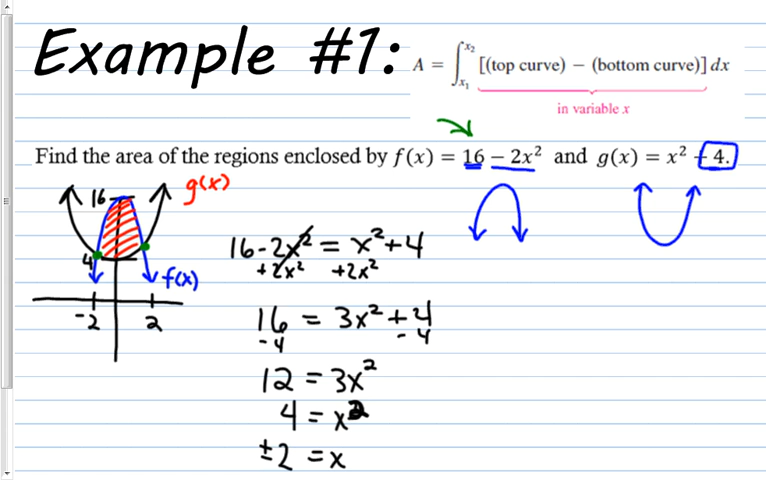 Example #1:
A = ∫_{x₁}^{x₂} [(top curve) − (bottom curve)] dx
in variable x
Find the area of the regions enclosed by f(x) = 16 − 2x² and g(x) = x² + 4.
16
g(x)
4
f(x)
-2 2
16 - 2x² = x² + 4
+2x² +2x²
16 = 3x² + 4
-4 -4
12 = 3x²
4 = x²
±2 = x